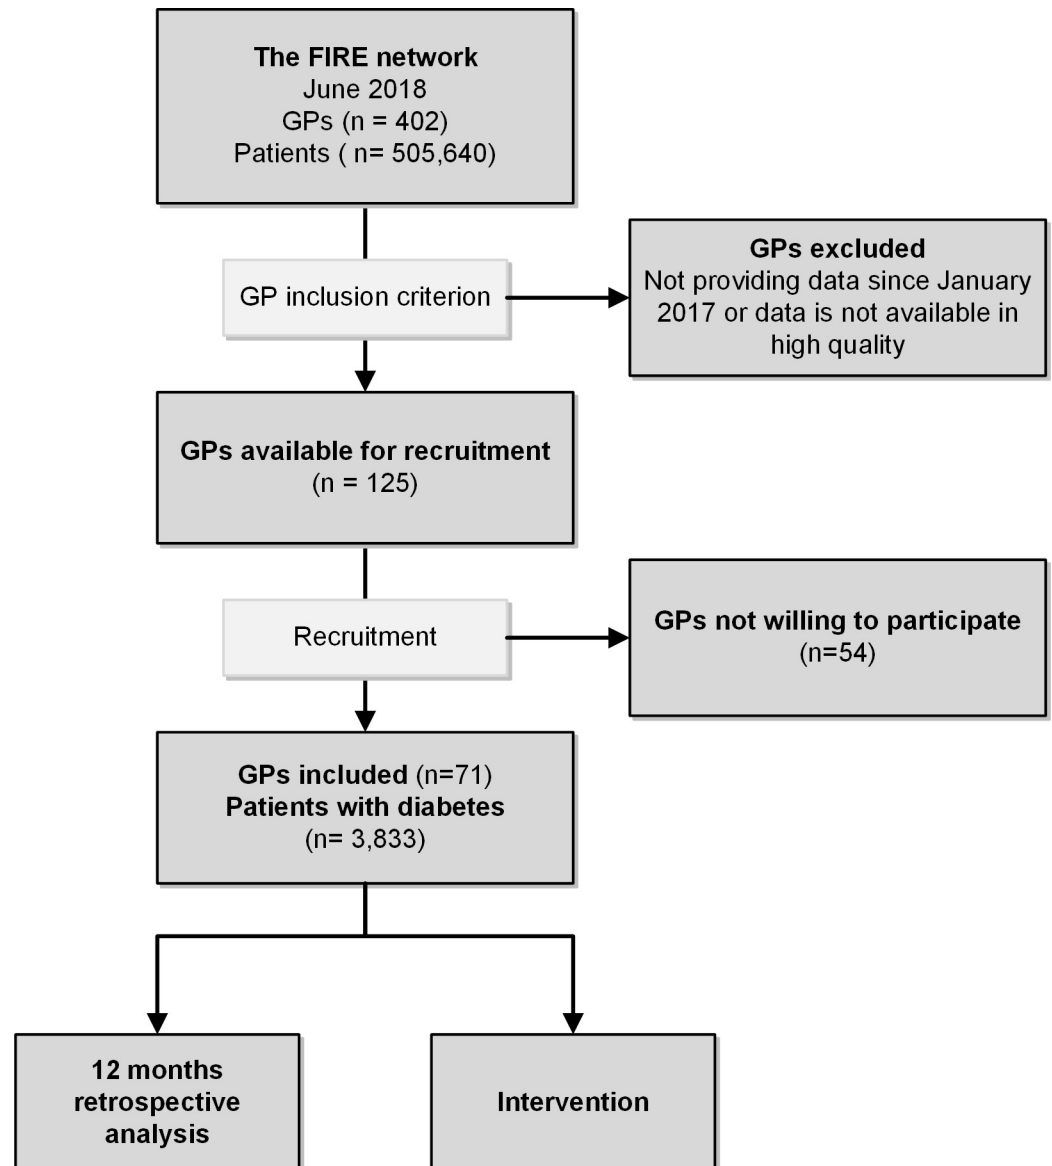 The FIRE network
June 2018
GPs (n = 402)
Patients ( n= 505,640)
GP inclusion criterion
GPs excluded
Not providing data since January
2017 or data is not available in
high quality
GPs available for recruitment
(n = 125)
Recruitment
GPs not willing to participate
(n=54)
GPs included (n=71)
Patients with diabetes
(n= 3,833)
12 months
retrospective
analysis
Intervention